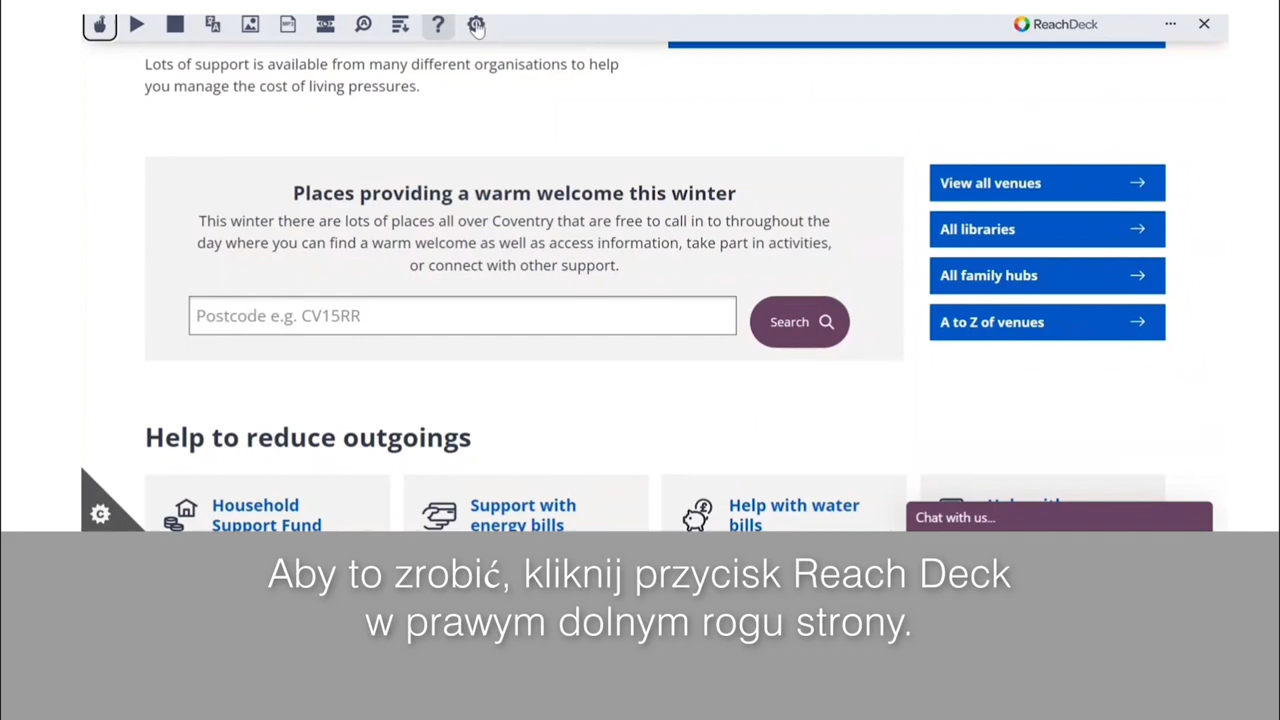 ReachDeck
Lots of support is available from many different organisations to help
you manage the cost of living pressures.
Places providing a warm welcome this winter
This winter there are lots of places all over Coventry that are free to call in to throughout the
day where you can find a warm welcome as well as access information, take part in activities,
or connect with other support.
Postcode e.g. CV15RR
Search
View all venues
All libraries
All family hubs
A to Z of venues
Help to reduce outgoings
Household
Support Fund
Support with
energy bills
Help with water
bills
Chat with us...
Aby to zrobić, kliknij przycisk Reach Deck
w prawym dolnym rogu strony.